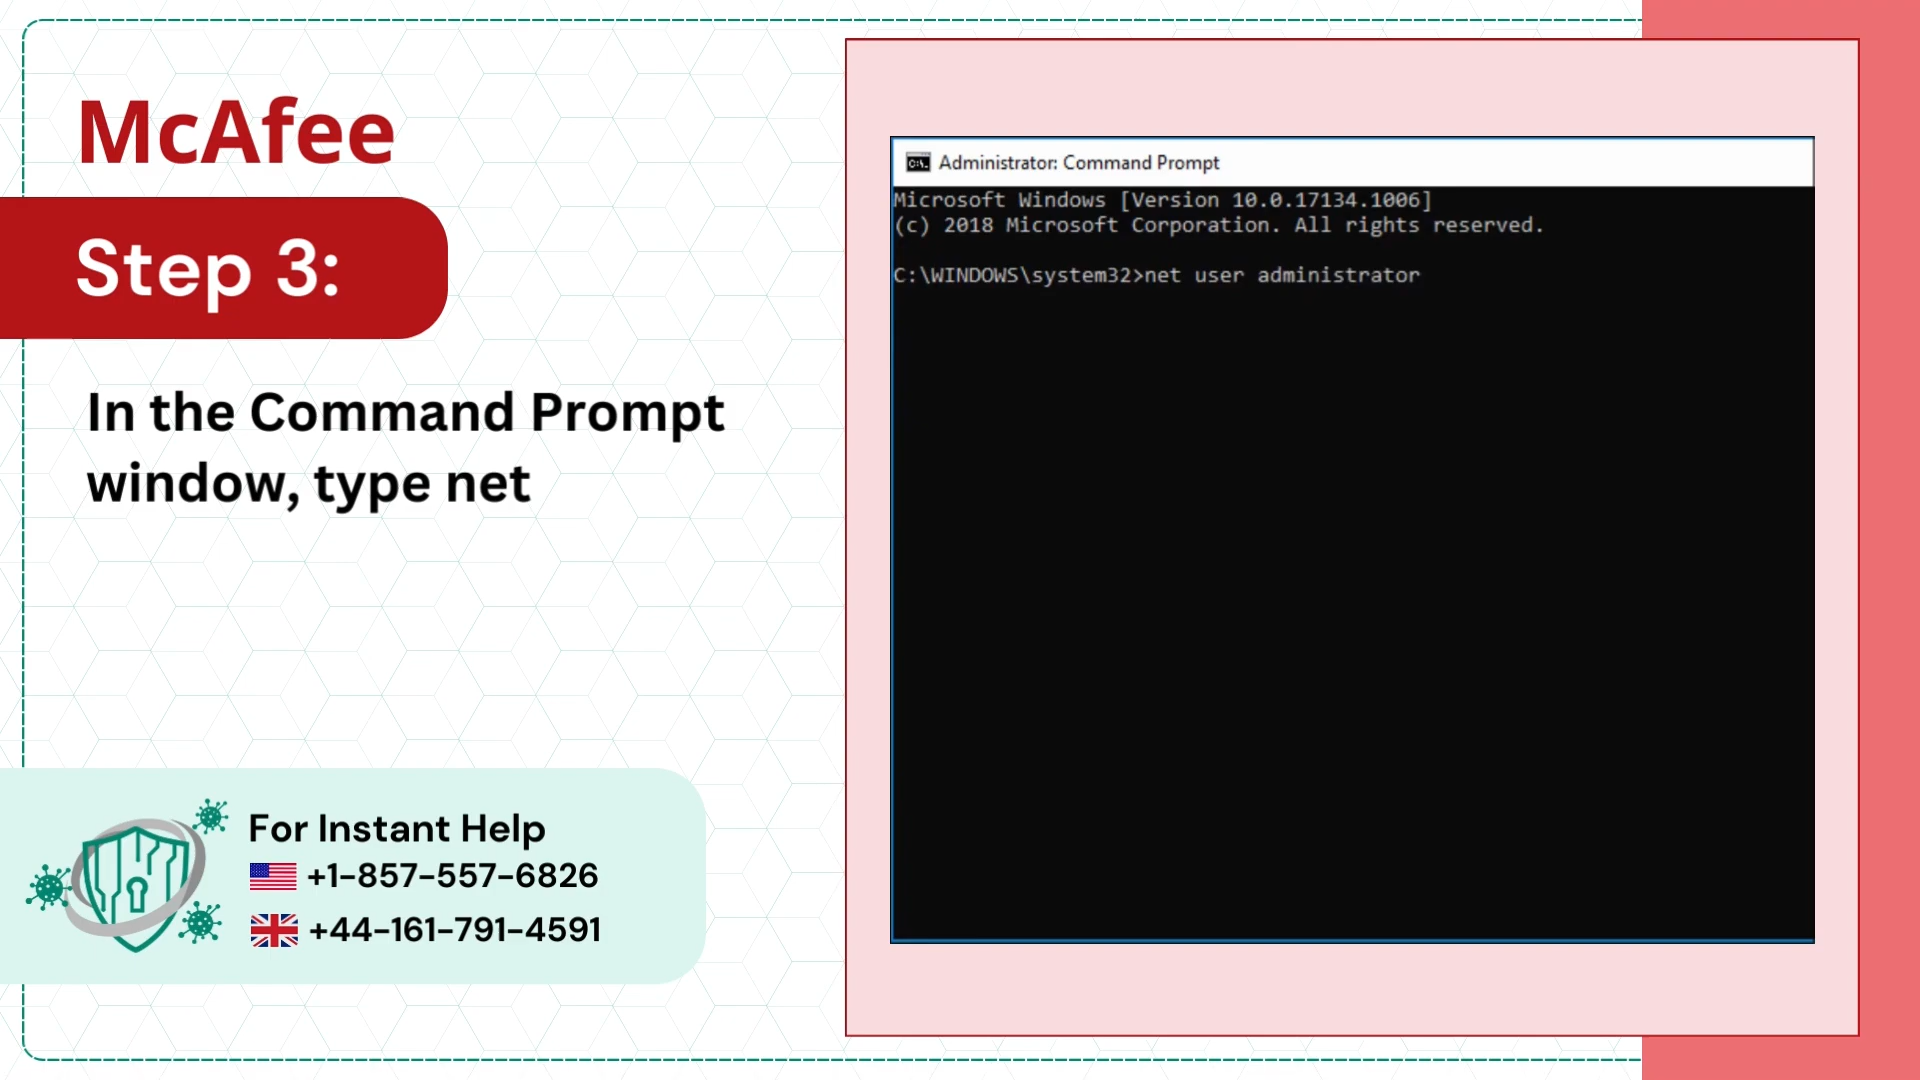 McAfee
Step 3:
In the Command Prompt
window, type net
For Instant Help
+1-857-557-6826
+44-161-791-4591
Administrator: Command Prompt
Microsoft Windows [Version 10.0.17134.1006]
(c) 2018 Microsoft Corporation. All rights reserved.
C:\WINDOWS\system32>net user administrator